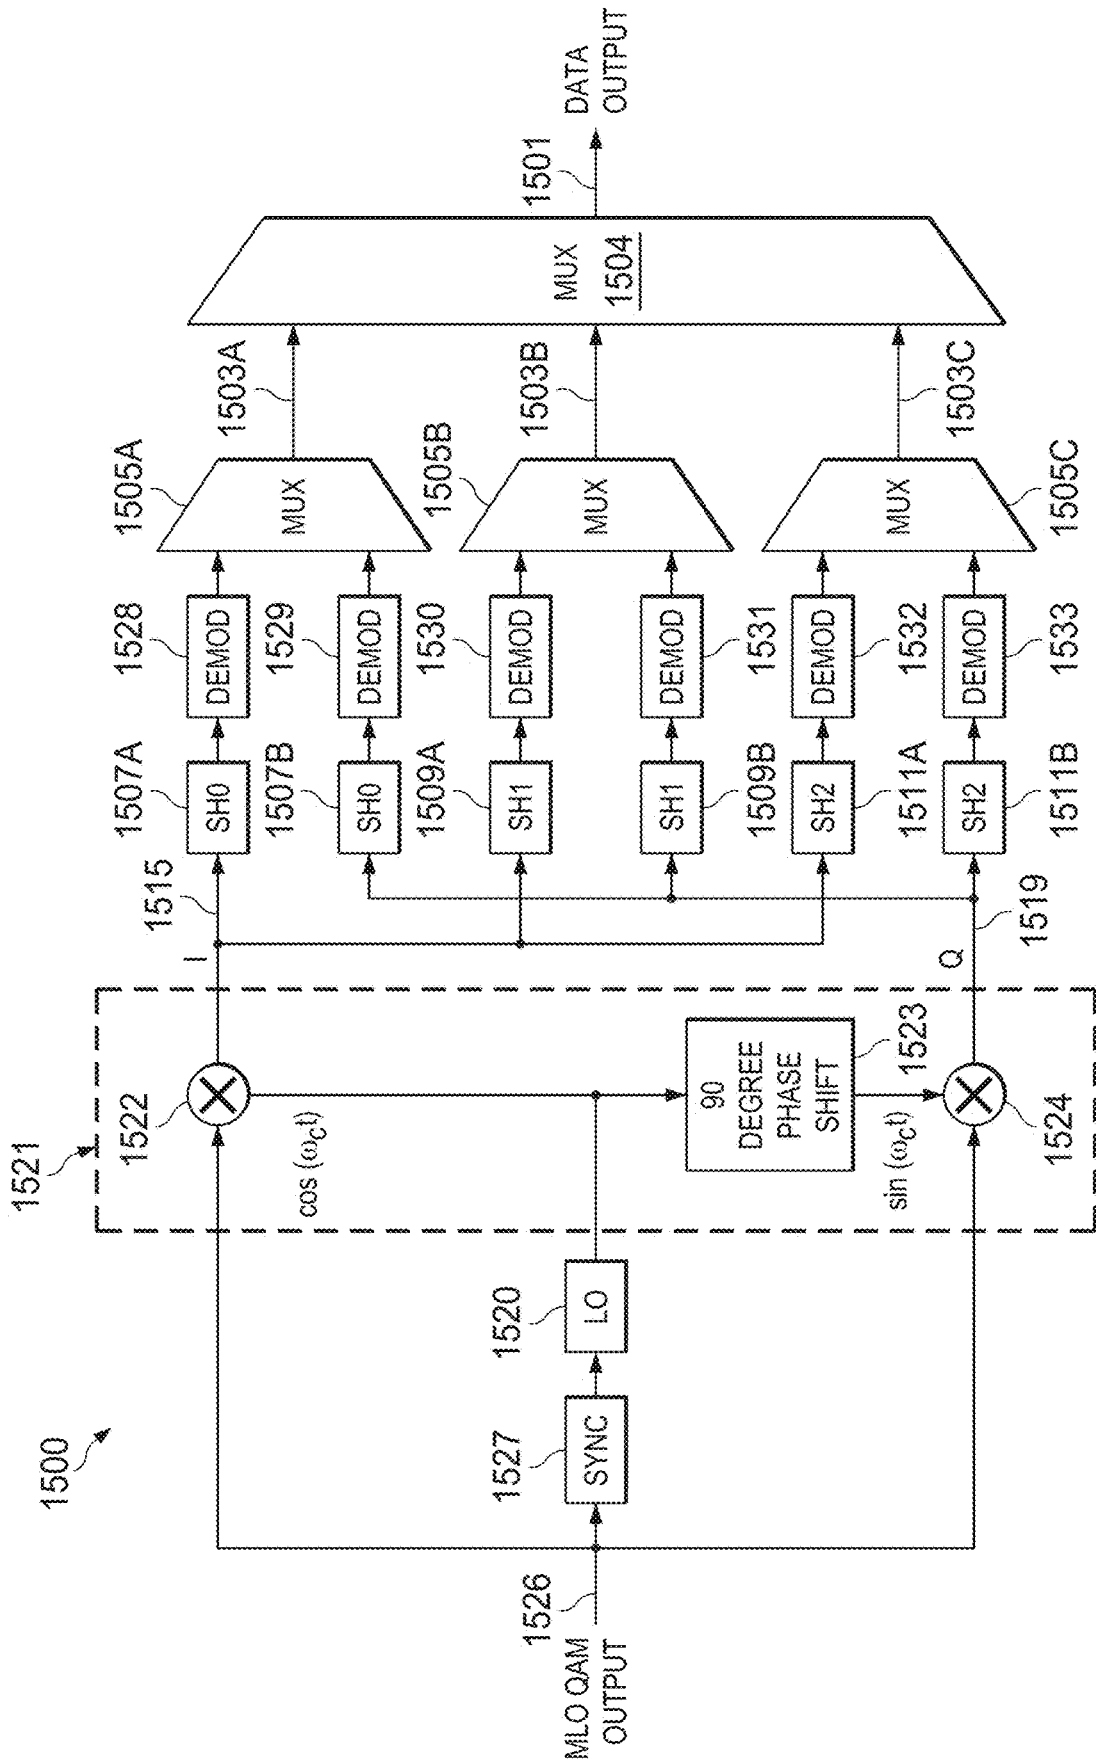 1500
1521
1522
1515
1507A
1528
1505A
1503A
I
SH0
DEMOD
MUX
cos (ωct)
1507B
1529
SH0
DEMOD
1527
1520
1509A
1530
1505B
1503B
SH1
DEMOD
MUX
MUX
1504
1501
DATA
OUTPUT
MLO QAM
OUTPUT
1526
SYNC
LO
90
DEGREE
PHASE
SHIFT
1523
SH1
DEMOD
1509B
1531
sin (ωct)
SH2
DEMOD
MUX
1503C
1511A
1532
Q
1524
1519
SH2
DEMOD
1511B
1533
1505C